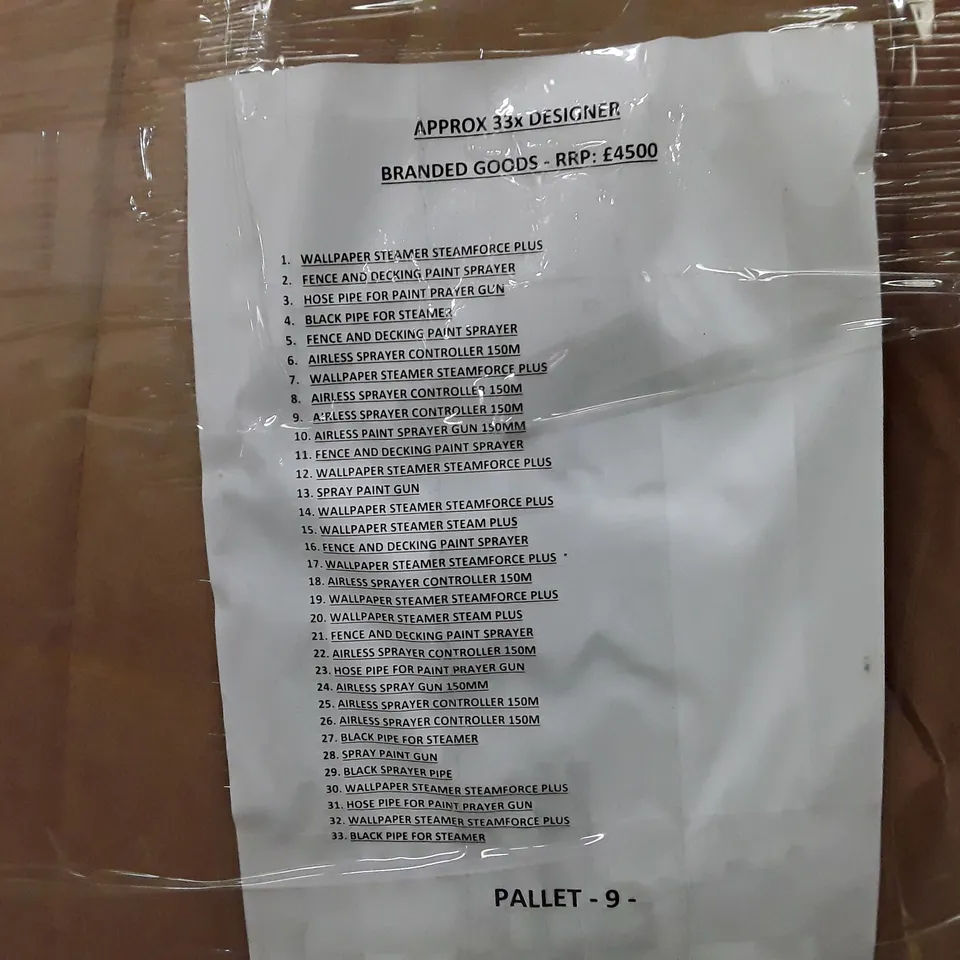 APPROX 33x DESIGNER
BRANDED GOODS - RRP: £4500
1. WALLPAPER STEAMER STEAMFORCE PLUS
2. FENCE AND DECKING PAINT SPRAYER
3. HOSE PIPE FOR PAINT PRAYER GUN
4. BLACK PIPE FOR STEAMER
5. FENCE AND DECKING PAINT SPRAYER
6. AIRLESS SPRAYER CONTROLLER 150M
7. WALLPAPER STEAMER STEAMFORCE PLUS
8. AIRLESS SPRAYER CONTROLLER 150M
9. AIRLESS SPRAYER CONTROLLER 150M
10. AIRLESS PAINT SPRAYER GUN 150MM
11. FENCE AND DECKING PAINT SPRAYER
12. WALLPAPER STEAMER STEAMFORCE PLUS
13. SPRAY PAINT GUN
14. WALLPAPER STEAMER STEAMFORCE PLUS
15. WALLPAPER STEAMER STEAM PLUS
16. FENCE AND DECKING PAINT SPRAYER
17. WALLPAPER STEAMER STEAMFORCE PLUS
18. AIRLESS SPRAYER CONTROLLER 150M
19. WALLPAPER STEAMER STEAMFORCE PLUS
20. WALLPAPER STEAMER STEAM PLUS
21. FENCE AND DECKING PAINT SPRAYER
22. AIRLESS SPRAYER CONTROLLER 150M
23. HOSE PIPE FOR PAINT PRAYER GUN
24. AIRLESS SPRAY GUN 150MM
25. AIRLESS SPRAYER CONTROLLER 150M
26. AIRLESS SPRAYER CONTROLLER 150M
27. BLACK PIPE FOR STEAMER
28. SPRAY PAINT GUN
29. BLACK SPRAYER PIPE
30. WALLPAPER STEAMER STEAMFORCE PLUS
31. HOSE PIPE FOR PAINT PRAYER GUN
32. WALLPAPER STEAMER STEAMFORCE PLUS
33. BLACK PIPE FOR STEAMER
PALLET - 9 -